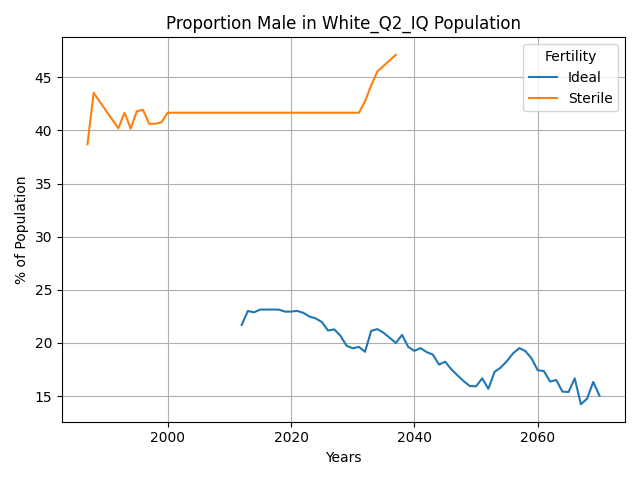 Proportion Male in White_Q2_IQ Population
% of Population
45
40
35
30
25
20
15
2000
2020
2040
2060
Years
Fertility
Ideal
Sterile